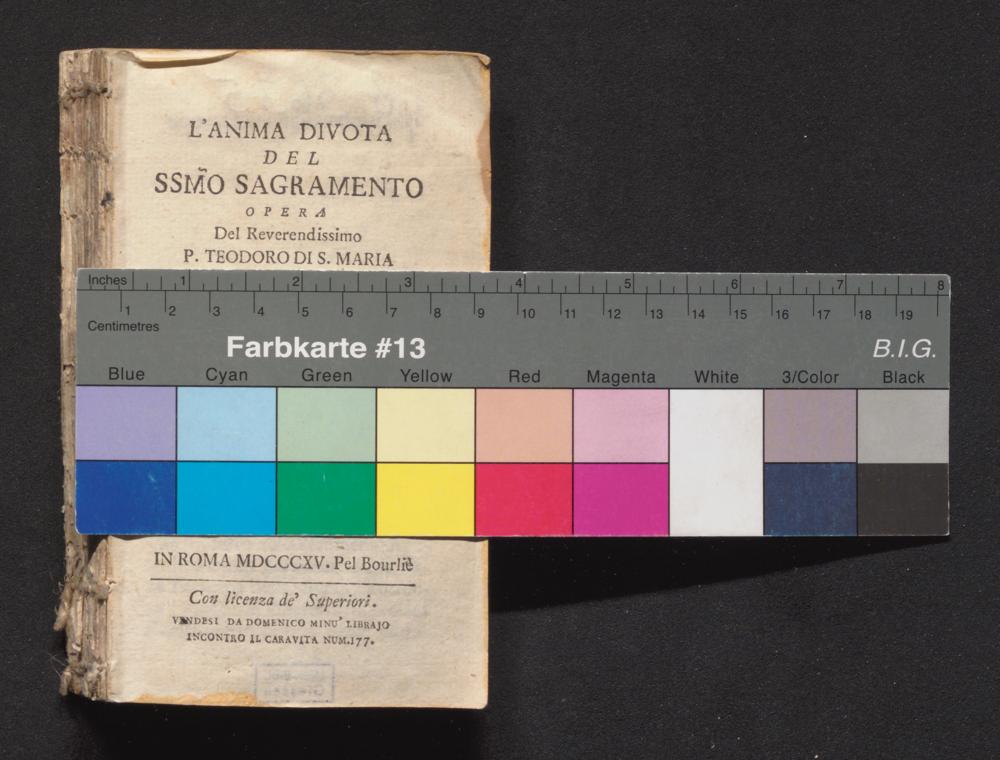 L'ANIMA DIVOTA
DEL
SSM̃O SAGRAMENTO
OPERA
Del Reverendissimo
P. TEODORO DI S. MARIA
Inches 1 2 3 4 5 6 7 8
1 2 3 4 5 6 7 8 9 10 11 12 13 14 15 16 17 18 19
Centimetres
Farbkarte #13 B.I.G.
Blue Cyan Green Yellow Red Magenta White 3/Color Black
IN ROMA MDCCCXV. Pel Bourliè
Con licenza de' Superiori.
VENDESI DA DOMENICO MINU' LIBRAJO
INCONTRO IL CARAVITA NUM.177.